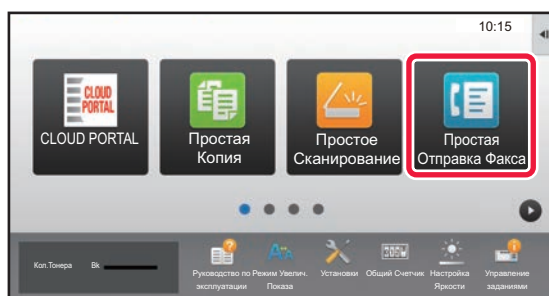 10:15
CLOUD
PORTAL
CLOUD PORTAL
Простая
Копия
Простое
Сканирование
Простая
Отправка Факса
Кол.Тонера Bk
Руководство по
эксплуатации
Режим Увелич.
Показа
Установки
Общий Счетчик
Настройка
Яркости
Управление
заданиями